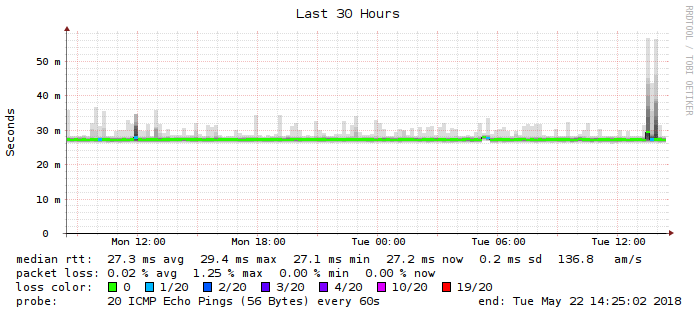 Last 30 Hours
RRDTOOL / TOBI OETIKER
Seconds
50 m
40 m
30 m
20 m
10 m
0
Mon 12:00 Mon 18:00 Tue 00:00 Tue 06:00 Tue 12:00
median rtt: 27.3 ms avg 29.4 ms max 27.1 ms min 27.2 ms now 0.2 ms sd 136.8 am/s
packet loss: 0.02 % avg 1.25 % max 0.00 % min 0.00 % now
loss color: 0 1/20 2/20 3/20 4/20 10/20 19/20
probe: 20 ICMP Echo Pings (56 Bytes) every 60s end: Tue May 22 14:25:02 2018